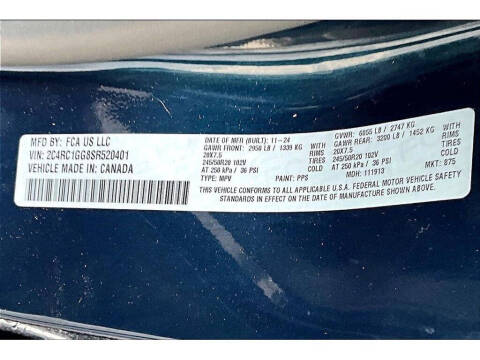 MFD BY: FCA US LLC
VIN: 2C4RC1GG8SR520401
VEHICLE MADE IN: CANADA
DATE OF MFR (BUILT): 11-24
GAWR FRONT: 2950 LB / 1339 KG
20X7.5
245/50R20 102V
AT 250 kPa / 36 PSI
TYPE: MPV
RIMS
TIRES
COLD
PAINT: PPS
GVWR: 6055 LB / 2747 KG
GAWR REAR: 3200 LB / 1452 KG
20X7.5
245/50R20 102V
AT 250 kPa / 36 PSI
MDH: 111913
WITH
RIMS
TIRES
COLD
MKT: 875
THIS VEHICLE CONFORMS TO ALL APPLICABLE U.S.A. FEDERAL MOTOR VEHICLE SAFETY
STANDARDS IN EFFECT ON THE DATE OF MANUFACTURE SHOWN ABOVE.